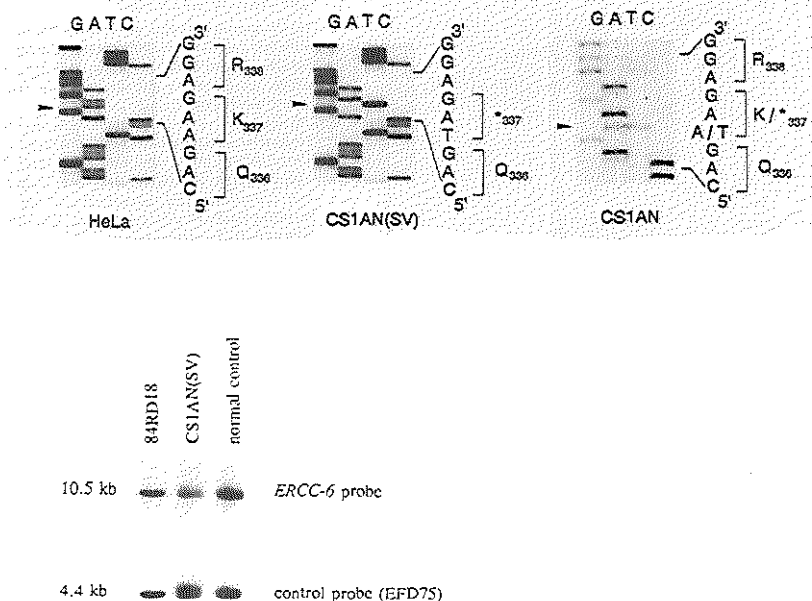 G A T C
3'
G
G
A
G
A
A
G
A
C
5'
R338
K337
Q336
HeLa
G A T C
3'
G
G
A
G
A
T
G
A
C
5'
*337
Q336
CS1AN(SV)
G A T C
3'
G
G
A
G
A
A/T
G
A
C
5'
R338
K/*337
Q336
CS1AN
84RD18
CS1AN(SV)
normal control
10.5 kb
ERCC-6 probe
4.4 kb
control probe (EFD75)